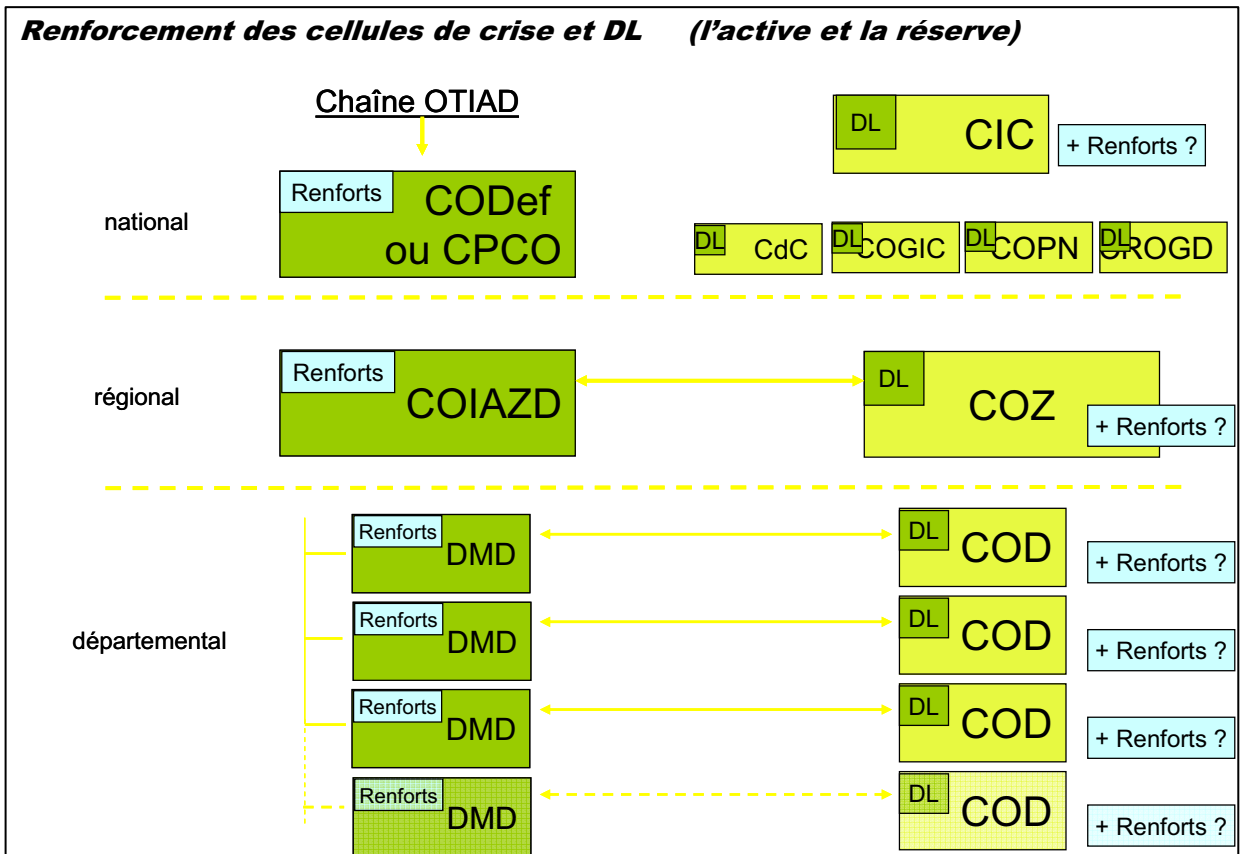 Renforcement des cellules de crise et DL (l'active et la réserve)
Chaîne OTIAD
DL
CIC
+ Renforts ?
Renforts
CODef
ou CPCO
national
DL
CdC
DL
COGIC
DL
COPN
DL
ROGD
Renforts
COIAZD
régional
DL
COZ
+ Renforts ?
Renforts
DMD
DL
COD
+ Renforts ?
Renforts
DMD
DL
COD
+ Renforts ?
départemental
Renforts
DMD
DL
COD
+ Renforts ?
Renforts
DMD
DL
COD
+ Renforts ?